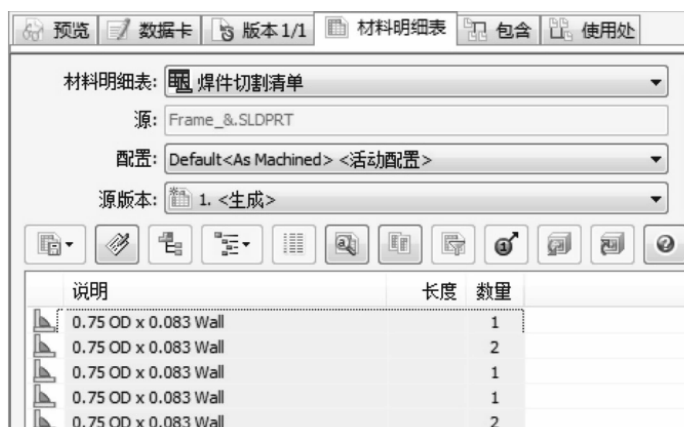 预览 数据卡 版本1/1 材料明细表 包含 使用处
材料明细表: 焊件切割清单
源: Frame_&.SLDPRT
配置: Default<As Machined> <活动配置>
源版本: 1. <生成>
说明 长度 数量
0.75 OD x 0.083 Wall 1
0.75 OD x 0.083 Wall 2
0.75 OD x 0.083 Wall 1
0.75 OD x 0.083 Wall 1
0.75 OD x 0.083 Wall 2